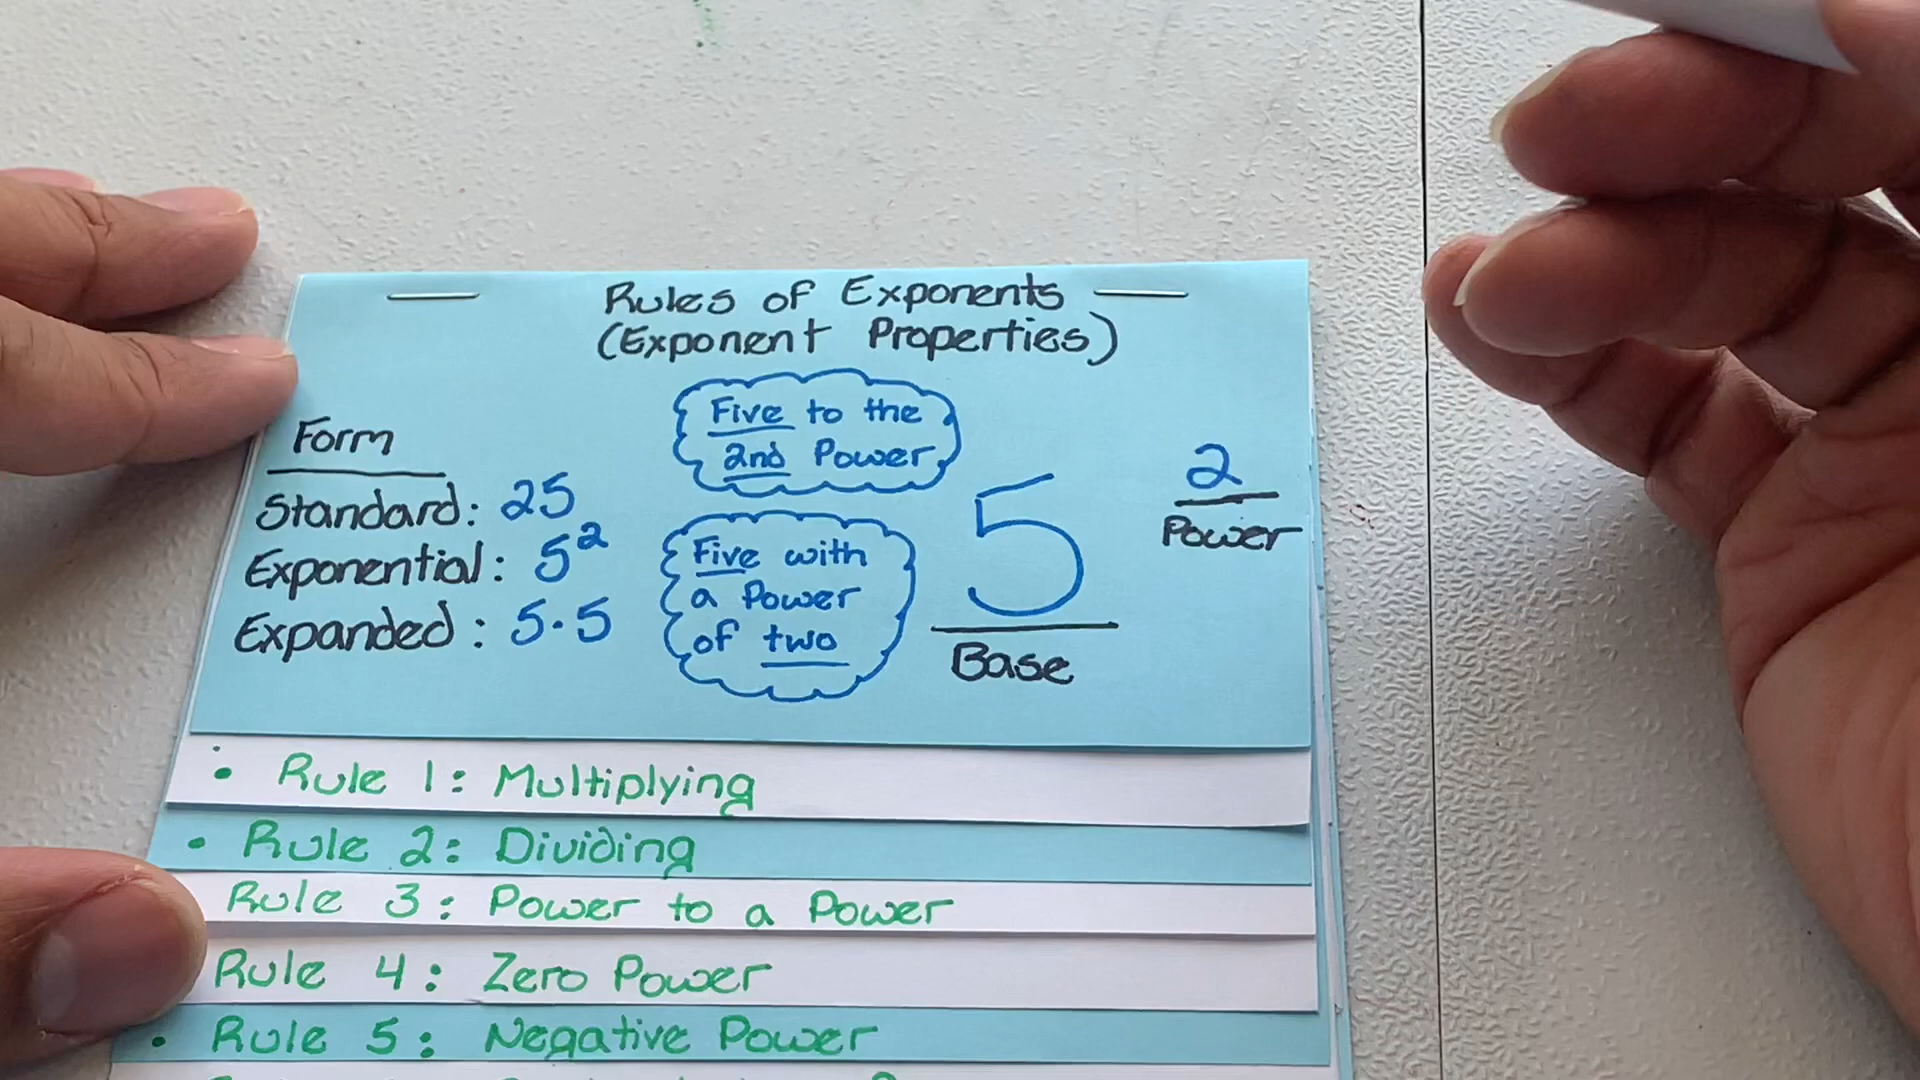 Rules of Exponents
(Exponent Properties)
Form
Standard: 25
Exponential: 5²
Expanded: 5·5
Five to the
2nd Power
Five with
a Power
of two
5
Base
2
Power
• Rule 1: Multiplying
• Rule 2: Dividing
Rule 3: Power to a Power
Rule 4: Zero Power
• Rule 5: Negative Power